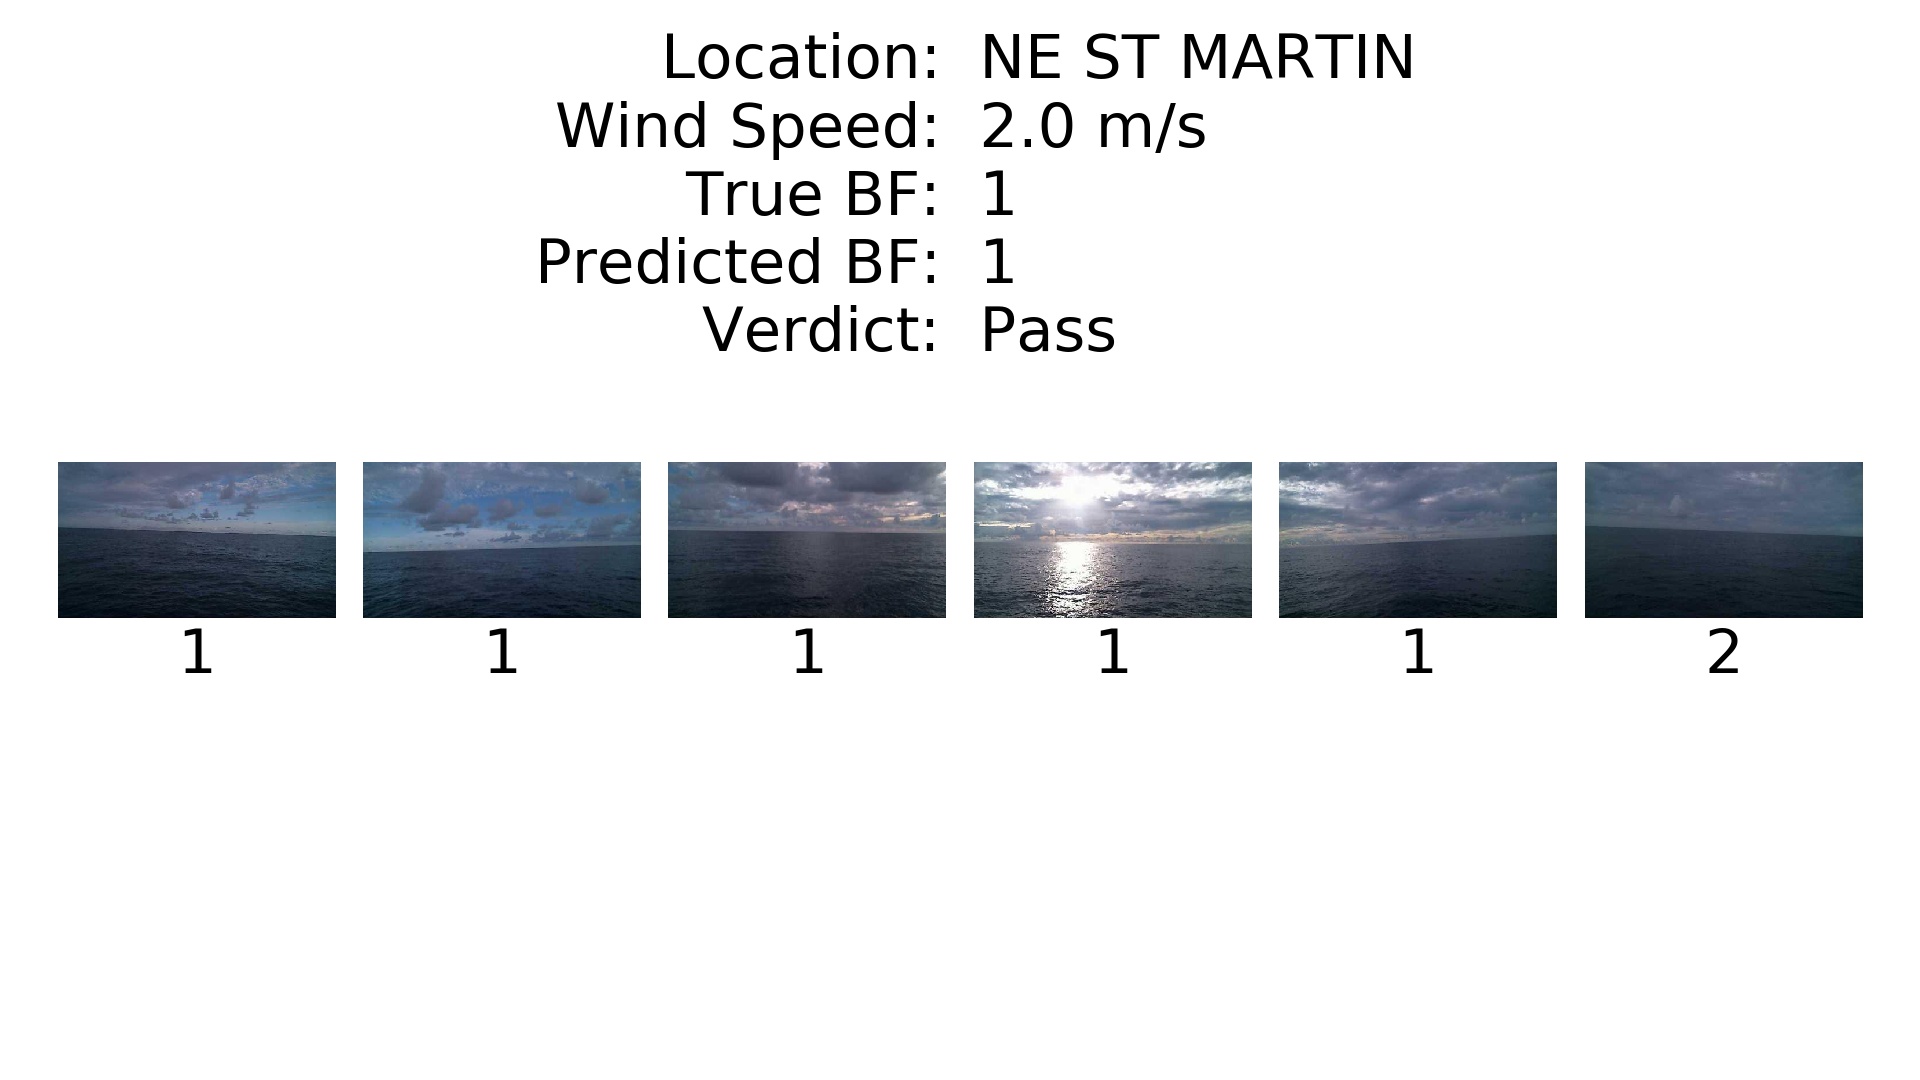 Location: NE ST MARTIN
Wind Speed: 2.0 m/s
True BF: 1
Predicted BF: 1
Verdict: Pass
1 1 1 1 1 2